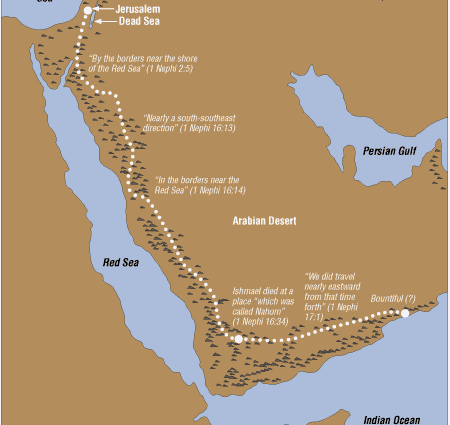 Sea
Jerusalem
Dead Sea
“By the borders near the shore
of the Red Sea” (1 Nephi 2:5)
“Nearly a south-southeast
direction” (1 Nephi 16:13)
Persian Gulf
“In the borders near the
Red Sea” (1 Nephi 16:14)
Arabian Desert
Red Sea
Ishmael died at a
place “which was
called Nahom”
(1 Nephi 16:34)
“We did travel
nearly eastward
from that time
forth” (1 Nephi
17:1)
Bountiful (?)
Indian Ocean